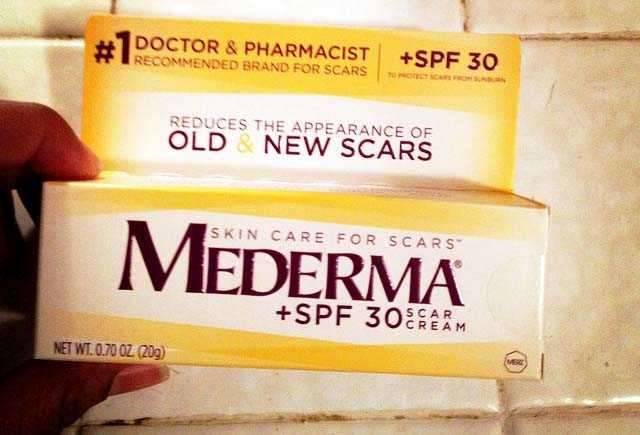 #1 DOCTOR & PHARMACIST
RECOMMENDED BRAND FOR SCARS
+SPF 30
TO PROTECT SCARS FROM SUNBURN
REDUCES THE APPEARANCE OF
OLD & NEW SCARS
SKIN CARE FOR SCARS™
MEDERMA®
+SPF 30 SCAR
CREAM
NET WT. 0.70 OZ. (20g)
MERZ